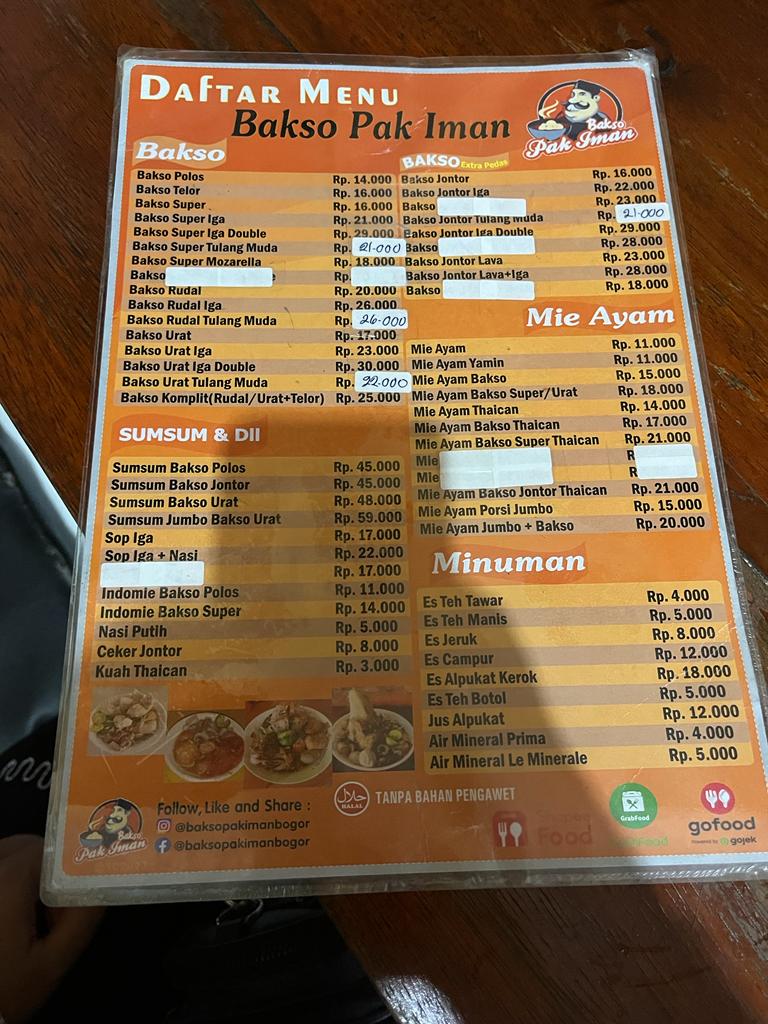 DAFTAR MENU
Bakso Pak Iman
Bakso
Pak Iman
Bakso
Bakso Polos Rp. 14.000
Bakso Telor Rp. 16.000
Bakso Super Rp. 16.000
Bakso Super Iga Rp. 21.000
Bakso Super Iga Double Rp. 29.000
Bakso Super Tulang Muda Rp. 21.000
Bakso Super Mozarella Rp. 18.000
Bakso Rp.
Bakso Rudal Rp. 20.000
Bakso Rudal Iga Rp. 26.000
Bakso Rudal Tulang Muda Rp. 26.000
Bakso Urat Rp. 17.000
Bakso Urat Iga Rp. 23.000
Bakso Urat Iga Double Rp. 30.000
Bakso Urat Tulang Muda Rp. 22.000
Bakso Komplit(Rudal/Urat+Telor) Rp. 25.000
SUMSUM & Dll
Sumsum Bakso Polos Rp. 45.000
Sumsum Bakso Jontor Rp. 45.000
Sumsum Bakso Urat Rp. 48.000
Sumsum Jumbo Bakso Urat Rp. 59.000
Sop Iga Rp. 17.000
Sop Iga + Nasi Rp. 22.000
Rp. 17.000
Indomie Bakso Polos Rp. 11.000
Indomie Bakso Super Rp. 14.000
Nasi Putih Rp. 5.000
Ceker Jontor Rp. 8.000
Kuah Thaican Rp. 3.000
BAKSO Extra Pedas
Bakso Jontor Rp. 16.000
Bakso Jontor Iga Rp. 22.000
Bakso Rp. 23.000
Bakso Jontor Tulang Muda Rp. 21.000
Bakso Jontor Iga Double Rp. 29.000
Bakso Rp. 28.000
Bakso Jontor Lava Rp. 23.000
Bakso Jontor Lava+Iga Rp. 28.000
Bakso Rp. 18.000
Mie Ayam
Mie Ayam Rp. 11.000
Mie Ayam Yamin Rp. 11.000
Mie Ayam Bakso Rp. 15.000
Mie Ayam Bakso Super/Urat Rp. 18.000
Mie Ayam Thaican Rp. 14.000
Mie Ayam Bakso Thaican Rp. 17.000
Mie Ayam Bakso Super Thaican Rp. 21.000
Mie
Mie
Mie Ayam Bakso Jontor Thaican Rp. 21.000
Mie Ayam Porsi Jumbo Rp. 15.000
Mie Ayam Jumbo + Bakso Rp. 20.000
Minuman
Es Teh Tawar Rp. 4.000
Es Teh Manis Rp. 5.000
Es Jeruk Rp. 8.000
Es Campur Rp. 12.000
Es Alpukat Kerok Rp. 18.000
Es Teh Botol Rp. 5.000
Jus Alpukat Rp. 12.000
Air Mineral Prima Rp. 4.000
Air Mineral Le Minerale Rp. 5.000
Bakso
Pak Iman
Follow, Like and Share :
@baksopakimanbogor
@baksopakimanbogor
حلال
HALAL
TANPA BAHAN PENGAWET
Food
GrabFood
GrabFood
gofood
Powered by gojek